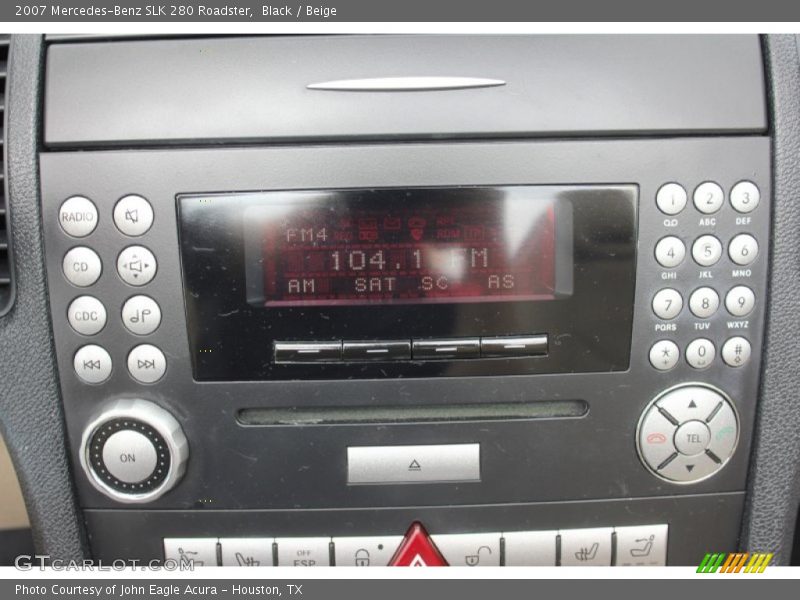 2007 Mercedes-Benz SLK 280 Roadster, Black / Beige
RADIO
CD
CDC
ON
FM4
104.1 FM
AM SAT SC AS
1 2 3
QD ABC DEF
4 5 6
GHI JKL MNO
7 8 9
PQRS TUV WXYZ
* 0 #
TEL
OFF
ESP
GTCarLot.com
Photo Courtesy of John Eagle Acura - Houston, TX